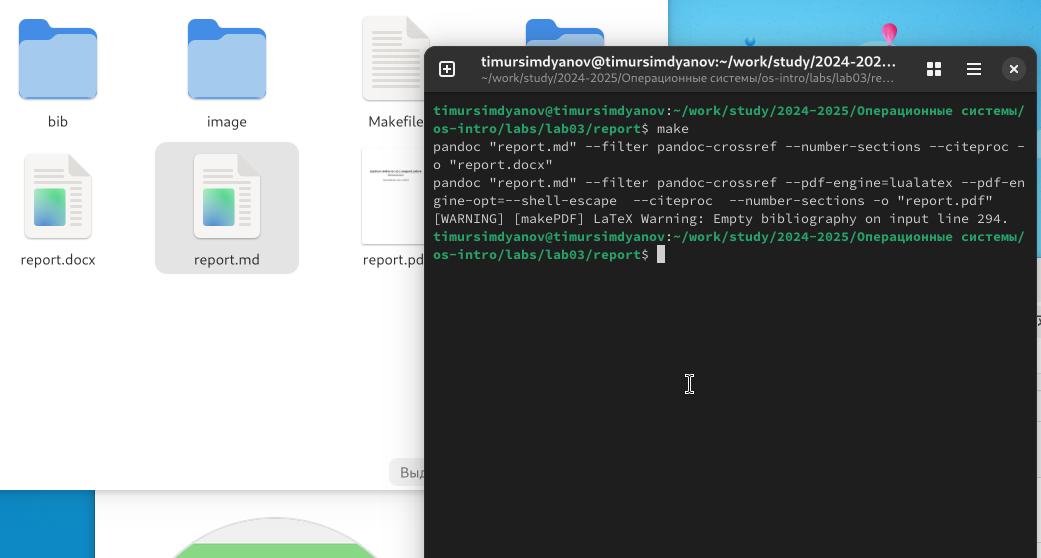 bib
image
Makefile
report.docx
report.md
report.pd
Выд
timursimdyanov@timursimdyanov:~/work/study/2024-202...
~/work/study/2024-2025/Операционные системы/os-intro/labs/lab03/re...
timursimdyanov@timursimdyanov:~/work/study/2024-2025/Операционные системы/
os-intro/labs/lab03/report$ make
pandoc "report.md" --filter pandoc-crossref --number-sections --citeproc -
o "report.docx"
pandoc "report.md" --filter pandoc-crossref --pdf-engine=lualatex --pdf-en
gine-opt=--shell-escape  --citeproc  --number-sections -o "report.pdf"
[WARNING] [makePDF] LaTeX Warning: Empty bibliography on input line 294.
timursimdyanov@timursimdyanov:~/work/study/2024-2025/Операционные системы/
os-intro/labs/lab03/report$